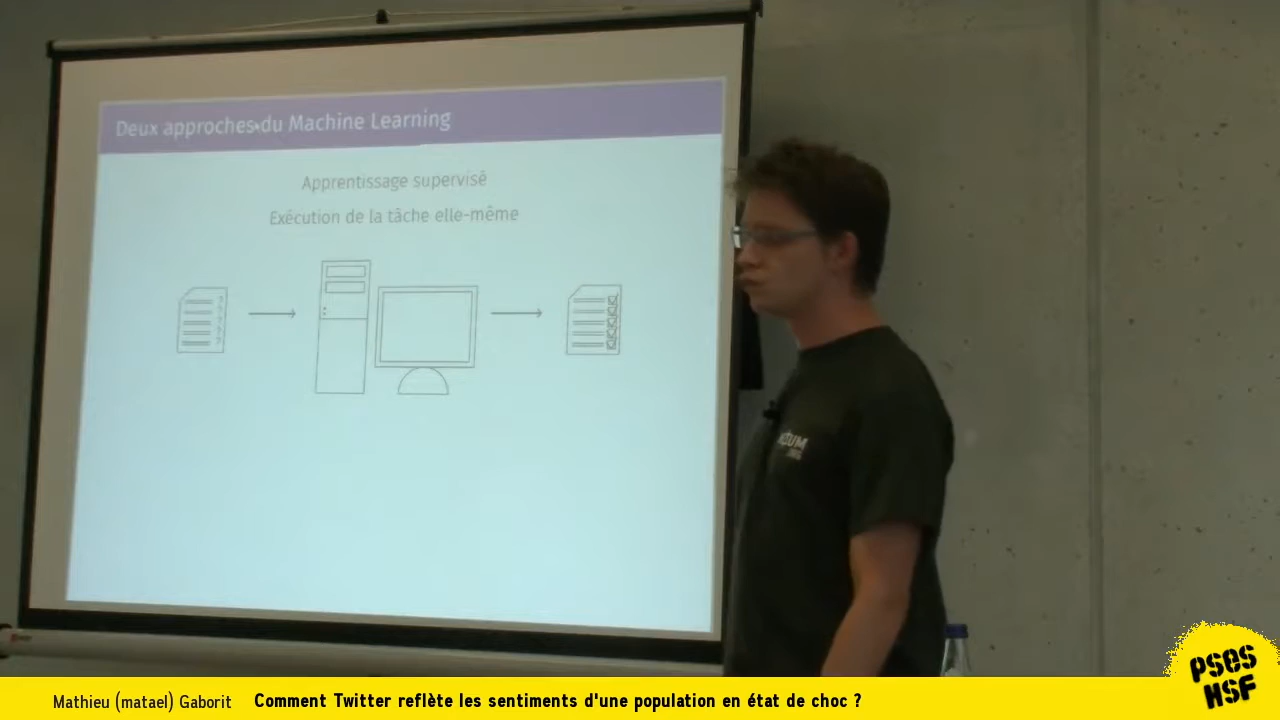 Deux approches du Machine Learning
Apprentissage supervisé
Exécution de la tâche elle-même
Mathieu (matael) Gaborit Comment Twitter reflète les sentiments d'une population en état de choc ?
PSES
HSF